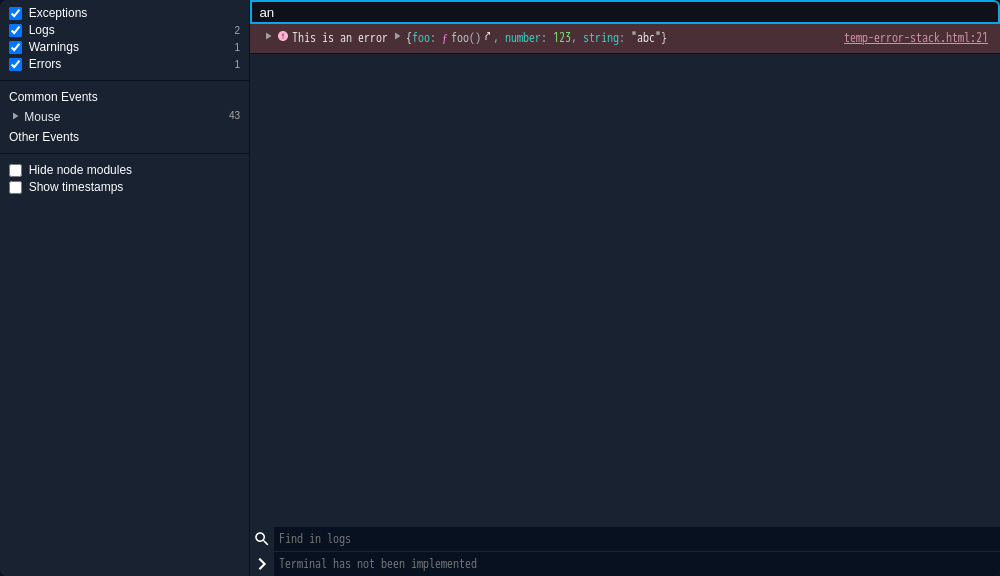 Exceptions
Logs 2
Warnings 1
Errors 1
Common Events
Mouse 43
Other Events
Hide node modules
Show timestamps
an
This is an error {foo: ƒ foo(), number: 123, string: "abc"} temp-error-stack.html:21
Find in logs
Terminal has not been implemented